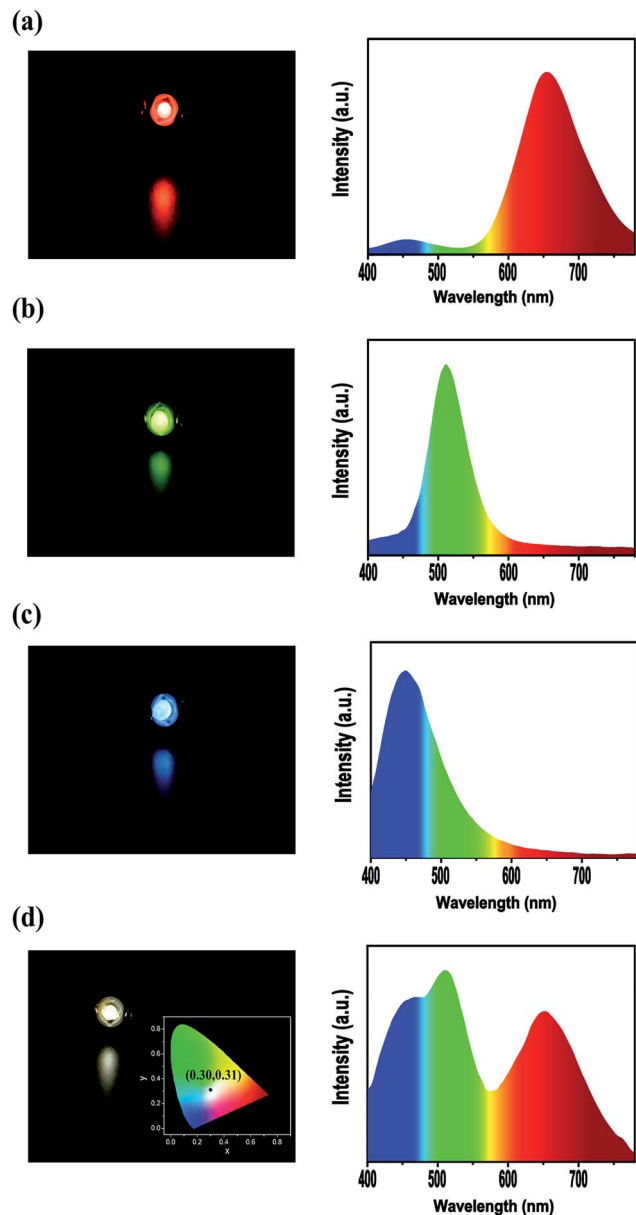 (a)
Intensity (a.u.)
400 500 600 700
Wavelength (nm)
(b)
Intensity (a.u.)
400 500 600 700
Wavelength (nm)
(c)
Intensity (a.u.)
400 500 600 700
Wavelength (nm)
(d)
0.8
0.6
0.4
0.2
0.0
y
(0.30,0.31)
0.0 0.2 0.4 0.6 0.8
x
Intensity (a.u.)
400 500 600 700
Wavelength (nm)